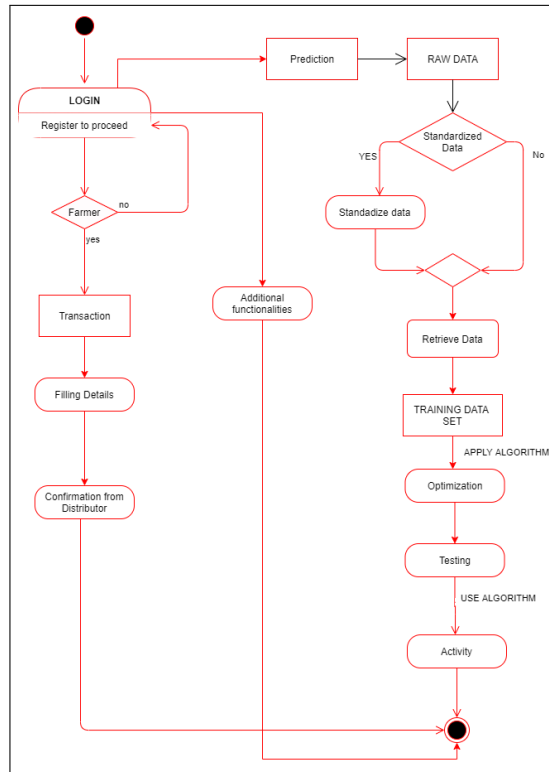 Prediction
RAW DATA
LOGIN
Register to proceed
Standardized
Data
YES
No
Farmer
no
yes
Standadize data
Additional
functionalities
Transaction
Retrieve Data
Filling Details
TRAINING DATA
SET
APPLY ALGORITHM
Optimization
Confirmation from
Distributor
Testing
USE ALGORITHM
Activity